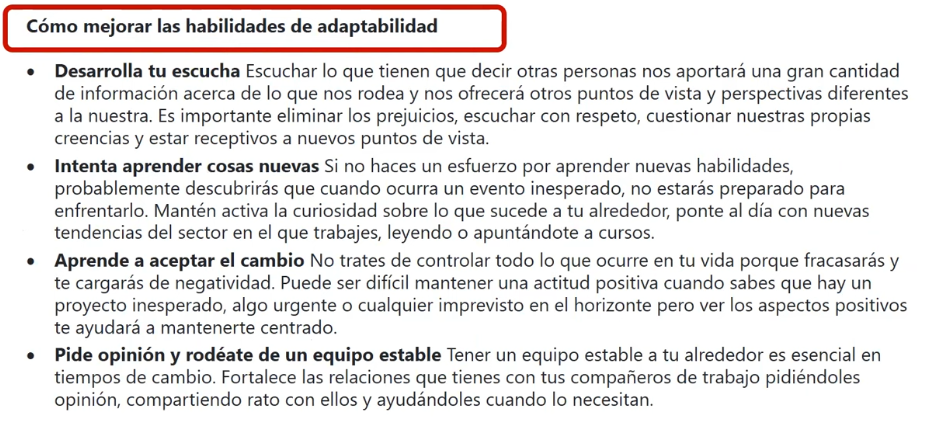 Cómo mejorar las habilidades de adaptabilidad
• Desarrolla tu escucha Escuchar lo que tienen que decir otras personas nos aportará una gran cantidad
de información acerca de lo que nos rodea y nos ofrecerá otros puntos de vista y perspectivas diferentes
a la nuestra. Es importante eliminar los prejuicios, escuchar con respeto, cuestionar nuestras propias
creencias y estar receptivos a nuevos puntos de vista.
• Intenta aprender cosas nuevas Si no haces un esfuerzo por aprender nuevas habilidades,
probablemente descubrirás que cuando ocurra un evento inesperado, no estarás preparado para
enfrentarlo. Mantén activa la curiosidad sobre lo que sucede a tu alrededor, ponte al día con nuevas
tendencias del sector en el que trabajes, leyendo o apuntándote a cursos.
• Aprende a aceptar el cambio No trates de controlar todo lo que ocurre en tu vida porque fracasarás y
te cargarás de negatividad. Puede ser difícil mantener una actitud positiva cuando sabes que hay un
proyecto inesperado, algo urgente o cualquier imprevisto en el horizonte pero ver los aspectos positivos
te ayudará a mantenerte centrado.
• Pide opinión y rodéate de un equipo estable Tener un equipo estable a tu alrededor es esencial en
tiempos de cambio. Fortalece las relaciones que tienes con tus compañeros de trabajo pidiéndoles
opinión, compartiendo rato con ellos y ayudándoles cuando lo necesitan.